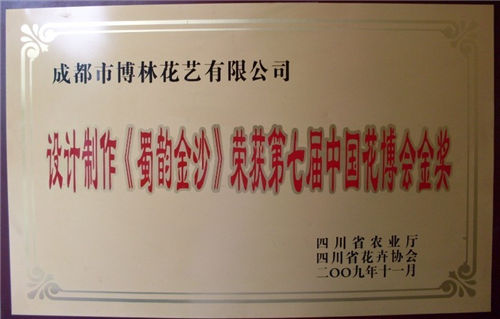 成都市博林花艺有限公司
设计制作《蜀韵金沙》荣获第七届中国花博会金奖
四川省农业厅
四川省花卉协会
二〇〇九年十一月